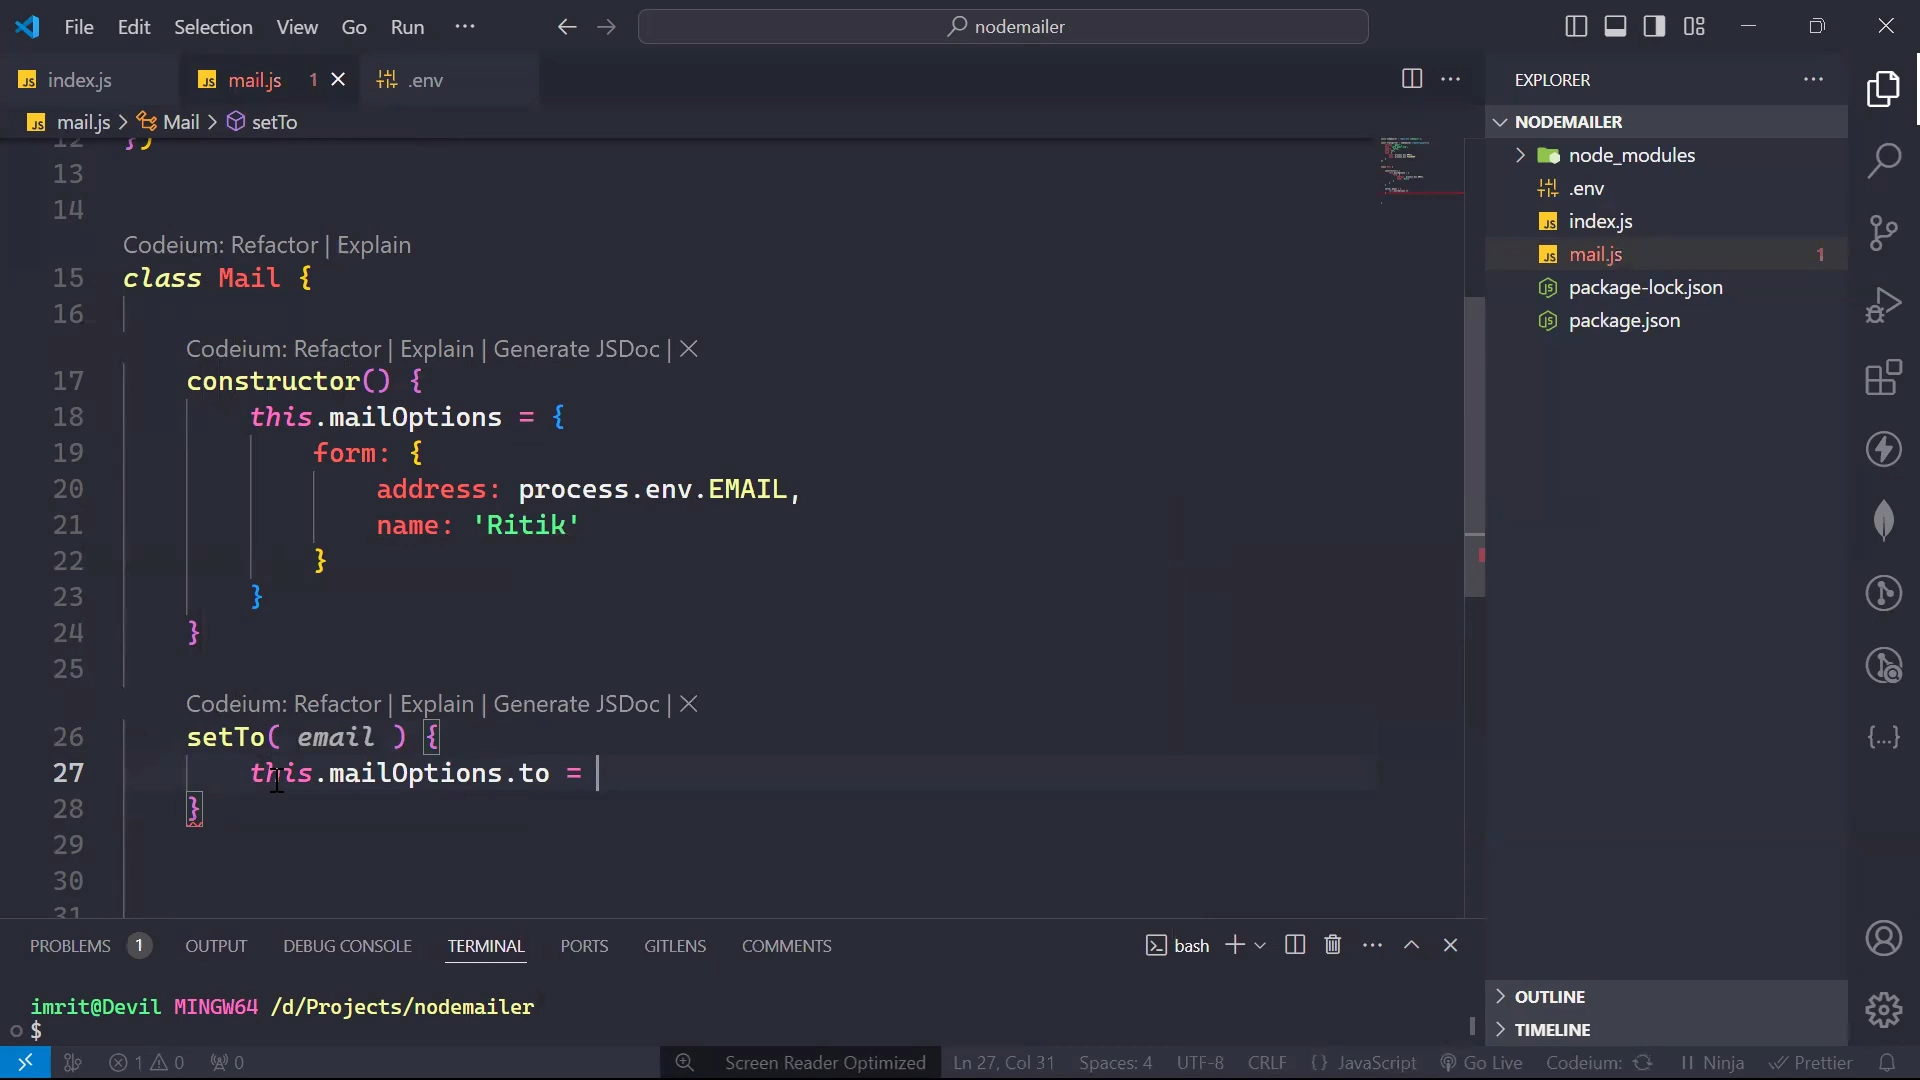 File Edit Selection View Go Run ··· nodemailer
index.js mail.js 1 .env
mail.js > Mail > setTo
12 })
13
14
Codeium: Refactor | Explain
15 class Mail {
16
Codeium: Refactor | Explain | Generate JSDoc | X
17 constructor() {
18 this.mailOptions = {
19 form: {
20 address: process.env.EMAIL,
21 name: 'Ritik'
22 }
23 }
24 }
25
Codeium: Refactor | Explain | Generate JSDoc | X
26 setTo( email ) {
27 this.mailOptions.to =
28 }
29
30
31
EXPLORER
NODEMAILER
node_modules
.env
index.js
mail.js 1
package-lock.json
package.json
OUTLINE
TIMELINE
PROBLEMS 1 OUTPUT DEBUG CONSOLE TERMINAL PORTS GITLENS COMMENTS bash
imrit@Devil MINGW64 /d/Projects/nodemailer
$
1 0 0 Screen Reader Optimized Ln 27, Col 31 Spaces: 4 UTF-8 CRLF {} JavaScript Go Live Codeium: Ninja Prettier